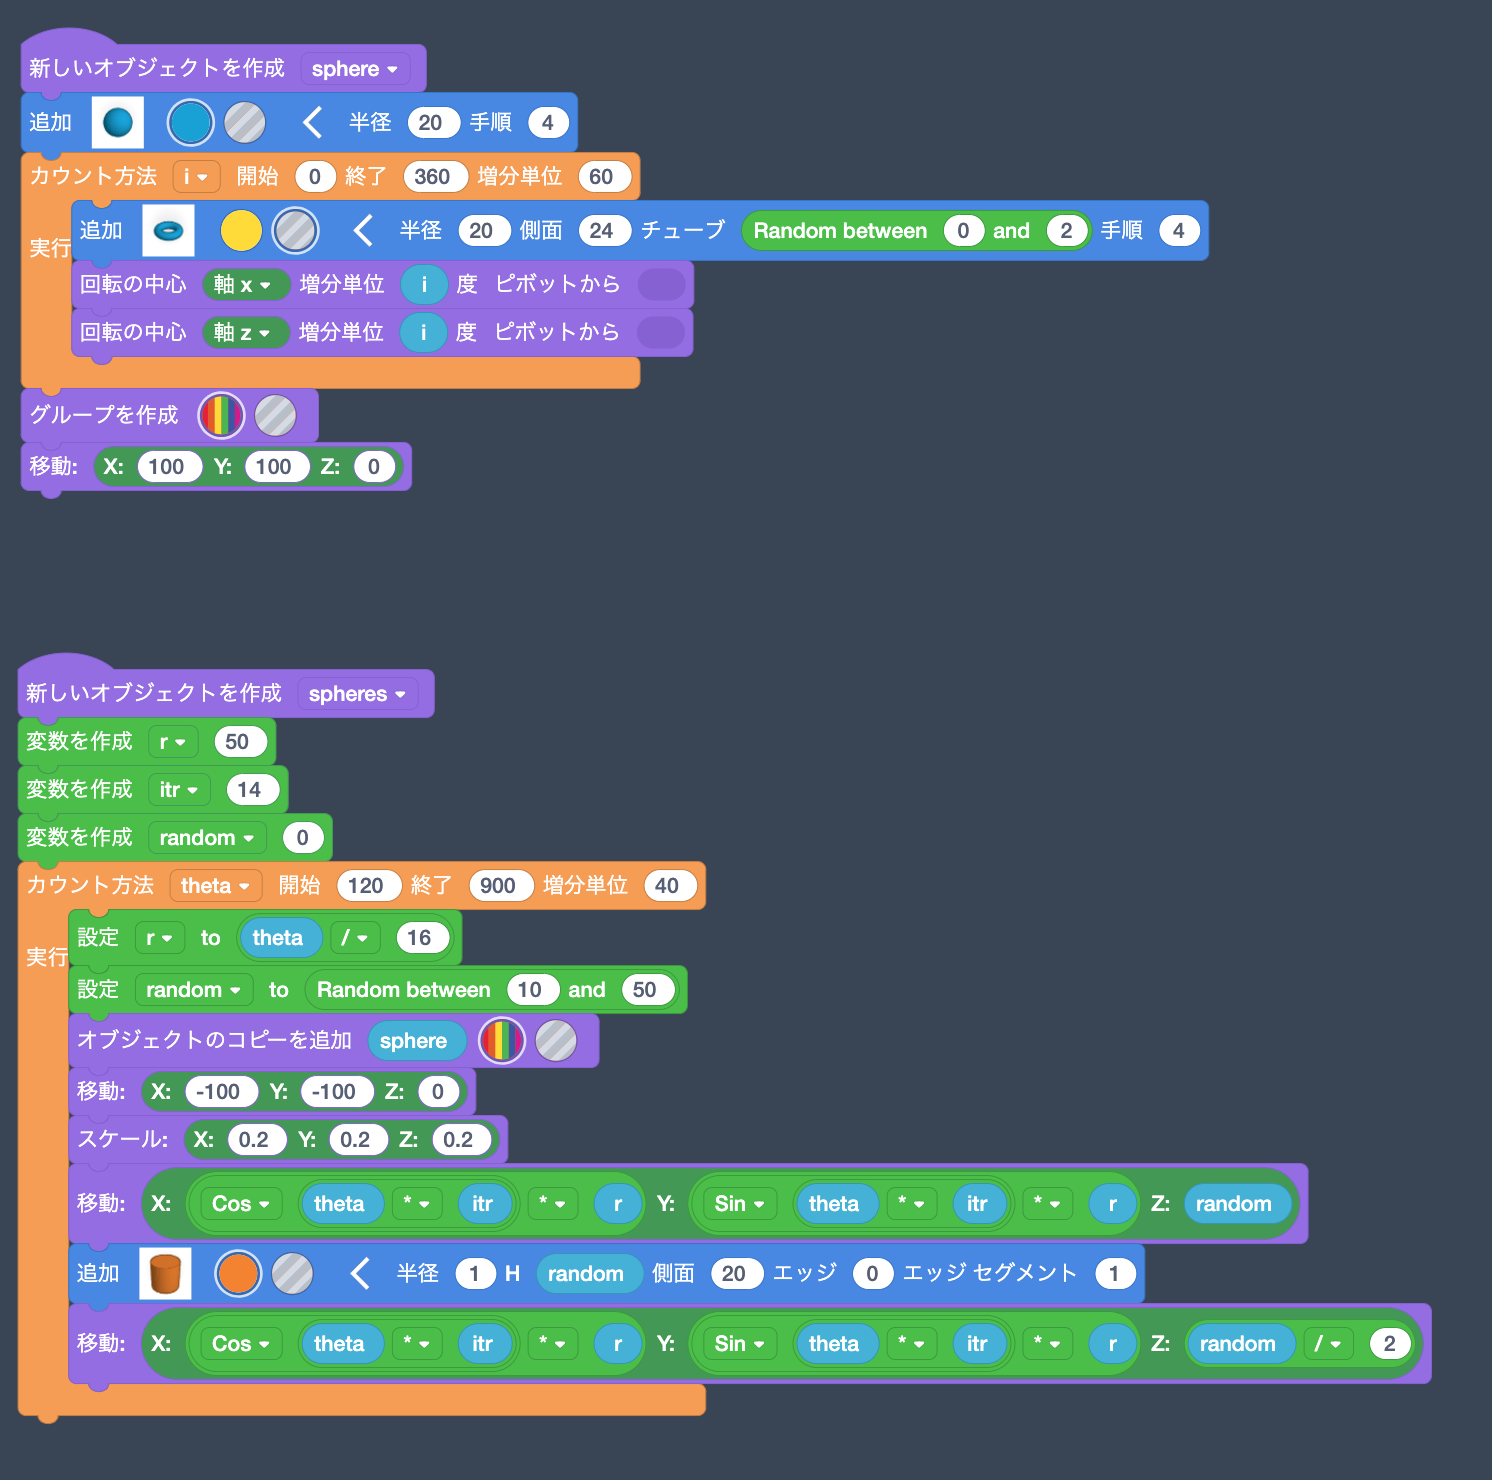 新しいオブジェクトを作成 sphere
追加 半径 20 手順 4
カウント方法 i 開始 0 終了 360 増分単位 60
実行
追加 半径 20 側面 24 チューブ Random between 0 and 2 手順 4
回転の中心 軸 x 増分単位 i 度 ピボットから
回転の中心 軸 z 増分単位 i 度 ピボットから
グループを作成
移動: X: 100 Y: 100 Z: 0
新しいオブジェクトを作成 spheres
変数を作成 r 50
変数を作成 itr 14
変数を作成 random 0
カウント方法 theta 開始 120 終了 900 増分単位 40
実行
設定 r to theta / 16
設定 random to Random between 10 and 50
オブジェクトのコピーを追加 sphere
移動: X: -100 Y: -100 Z: 0
スケール: X: 0.2 Y: 0.2 Z: 0.2
移動: X: Cos theta * itr * r Y: Sin theta * itr * r Z: random
追加 半径 1 H random 側面 20 エッジ 0 エッジ セグメント 1
移動: X: Cos theta * itr * r Y: Sin theta * itr * r Z: random / 2